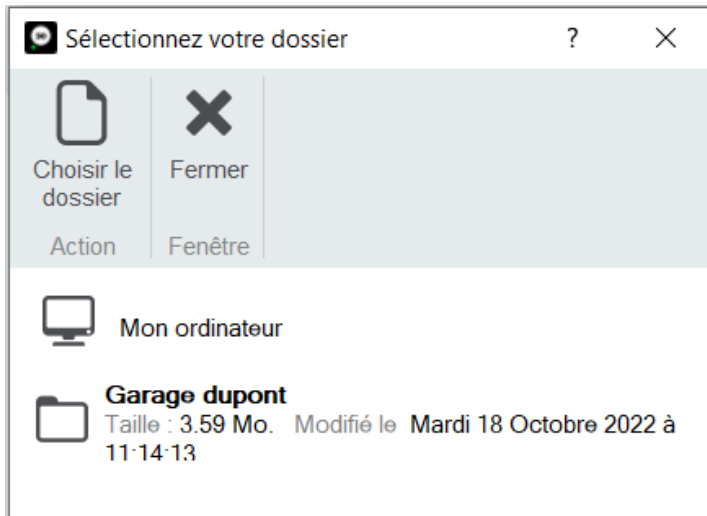 Sélectionnez votre dossier ?
Choisir le
dossier
Fermer
Action
Fenêtre
Mon ordinateur
Garage dupont
Taille : 3.59 Mo. Modifié le Mardi 18 Octobre 2022 à
11:14:13